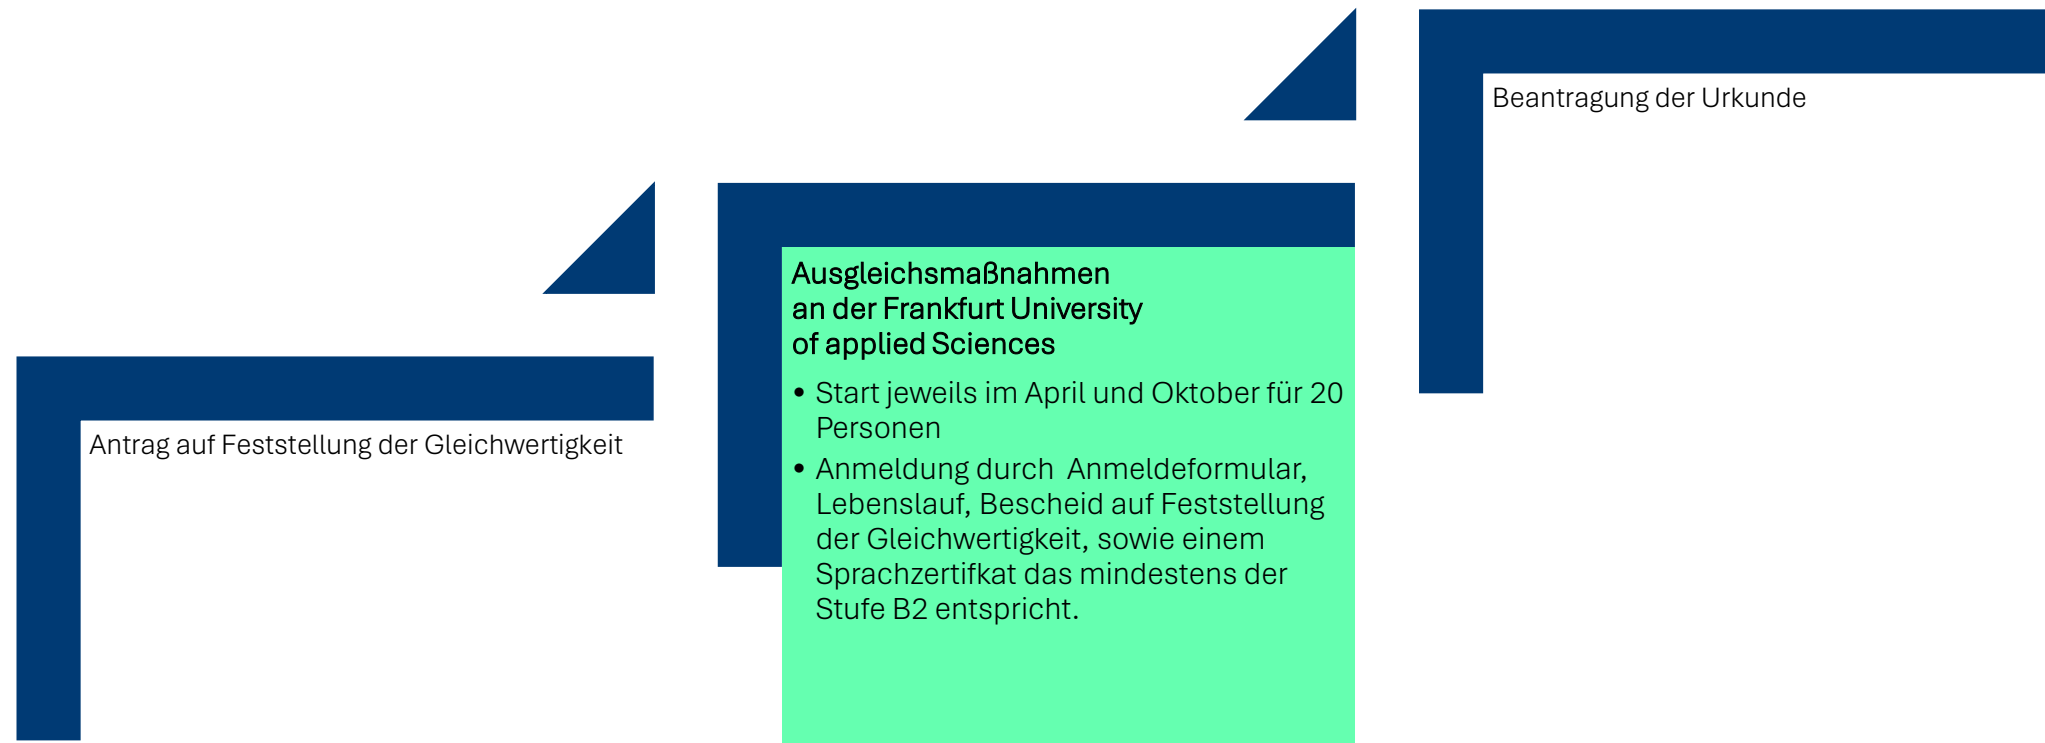 Antrag auf Feststellung der Gleichwertigkeit
Ausgleichsmaßnahmen
an der Frankfurt University
of applied Sciences
• Start jeweils im April und Oktober für 20
Personen
• Anmeldung durch  Anmeldeformular,
Lebenslauf, Bescheid auf Feststellung
der Gleichwertigkeit, sowie einem
Sprachzertifkat das mindestens der
Stufe B2 entspricht.
Beantragung der Urkunde